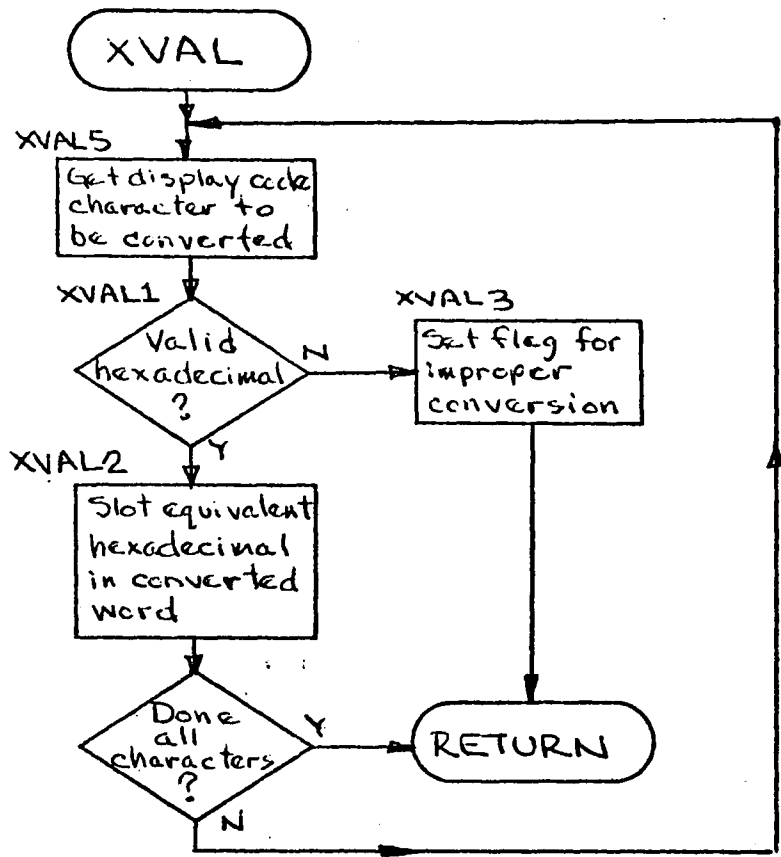 XVAL
XVAL5
Get display code
character to
be converted
XVAL1
Valid
hexadecimal
?
N
Y
XVAL3
Set flag for
improper
conversion
XVAL2
Slot equivalent
hexadecimal
in converted
word
Done
all
characters
?
Y
N
RETURN